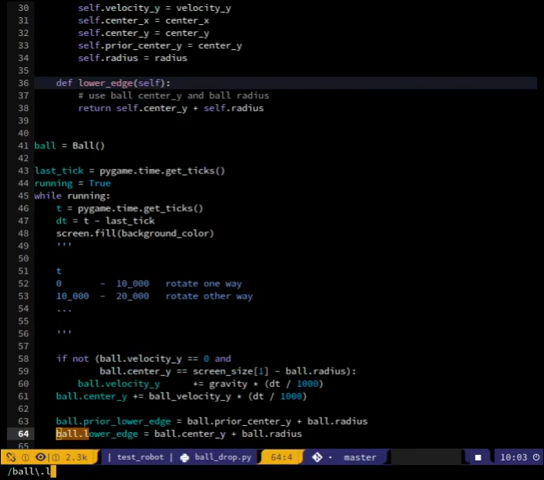 30 self.velocity_y = velocity_y
31 self.center_x = center_x
32 self.center_y = center_y
33 self.prior_center_y = center_y
34 self.radius = radius
35
36 def lower_edge(self):
37 # use ball center_y and ball radius
38 return self.center_y + self.radius
39
40
41 ball = Ball()
42
43 last_tick = pygame.time.get_ticks()
44 running = True
45 while running:
46 t = pygame.time.get_ticks()
47 dt = t - last_tick
48 screen.fill(background_color)
49 '''
50
51 t
52 0 - 10_000 rotate one way
53 10_000 - 20_000 rotate other way
54 ...
55
56 '''
57
58 if not (ball.velocity_y == 0 and
59 ball.center_y == screen_size[1] - ball.radius):
60 ball.velocity_y += gravity * (dt / 1000)
61 ball.center_y += ball_velocity_y * (dt / 1000)
62
63 ball.prior_lower_edge = ball.prior_center_y + ball.radius
64 ball.lower_edge = ball.center_y + ball.radius
65
2.3k | test_robot | ball_drop.py 64:4 master 10:03
/ball\.l